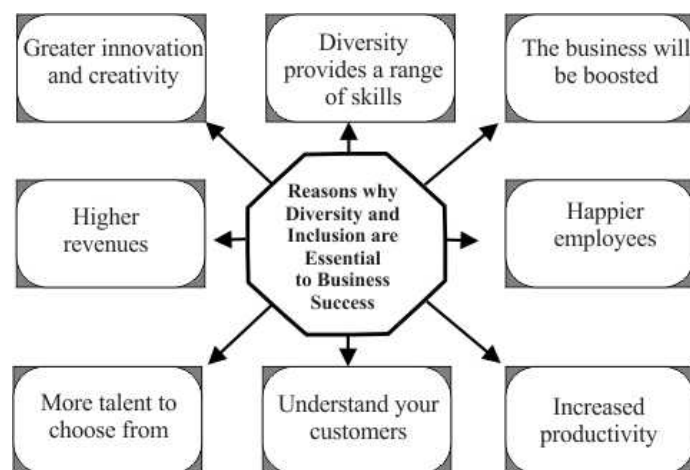 Greater innovation
and creativity
Diversity
provides a range
of skills
The business will
be boosted
Higher
revenues
Reasons why
Diversity and
Inclusion are
Essential
to Business
Success
Happier
employees
More talent to
choose from
Understand your
customers
Increased
productivity